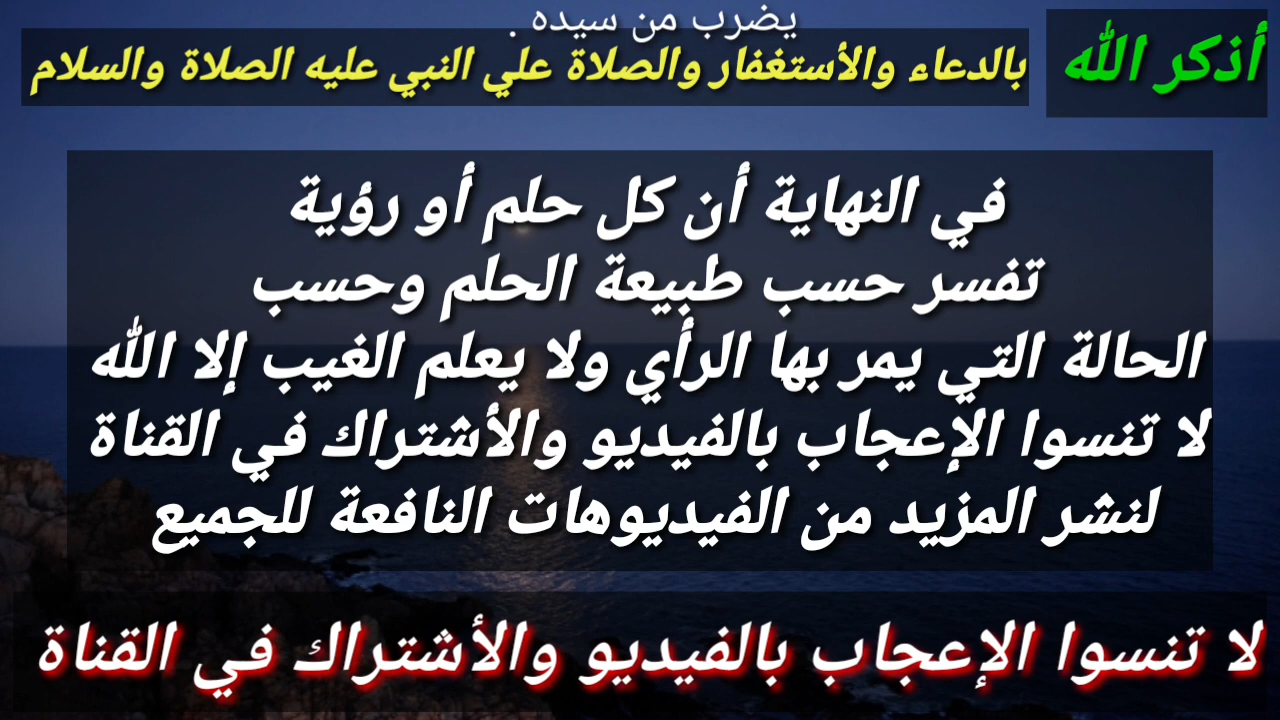 يضرب من سيده .
أذكر الله
بالدعاء والأستغفار والصلاة علي النبي عليه الصلاة والسلام
في النهاية أن كل حلم أو رؤية
تفسر حسب طبيعة الحلم وحسب
الحالة التي يمر بها الرأي ولا يعلم الغيب إلا الله
لا تنسوا الإعجاب بالفيديو والأشتراك في القناة
لنشر المزيد من الفيديوهات النافعة للجميع
لا تنسوا الإعجاب بالفيديو والأشتراك في القناة